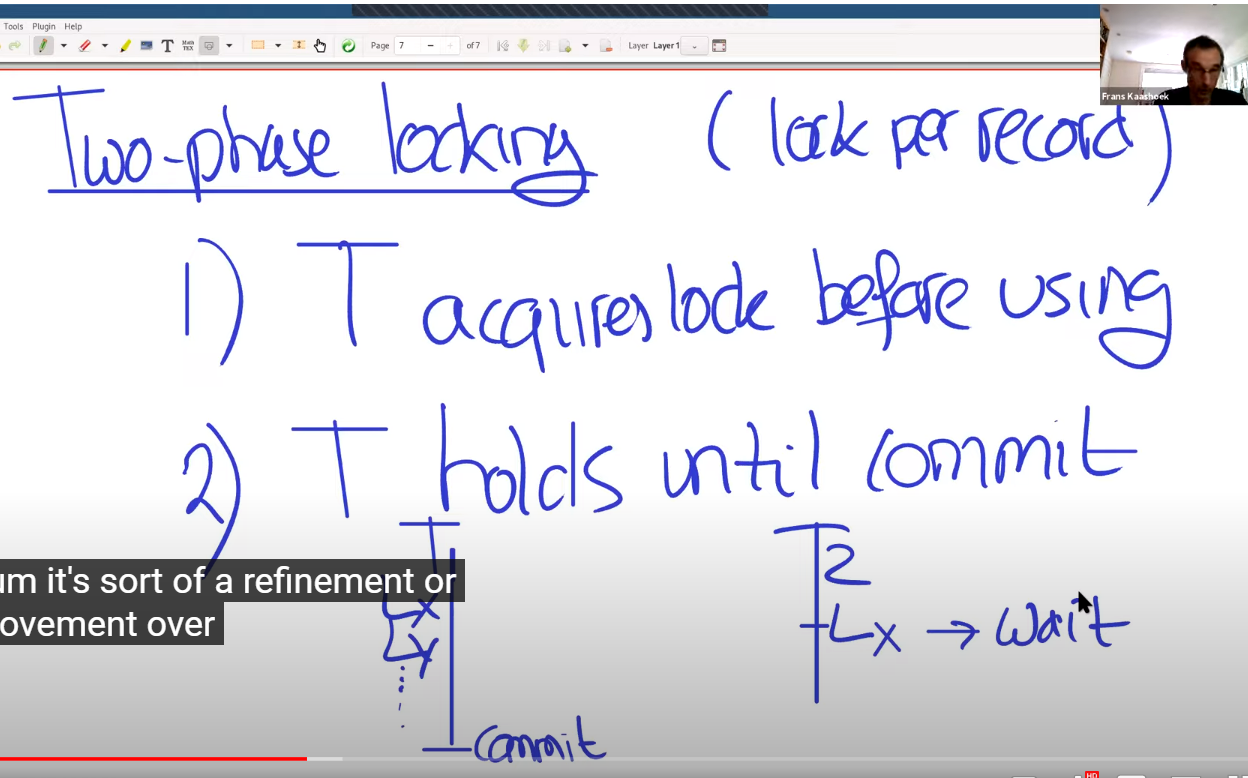 Tools Plugin Help
Page 7 of 7 Layer Layer 1
Frans Kaashoek
Two-phase locking (lock per record)
1) T acquires lock before using
2) T holds until commit
T
T2
um it's sort of a refinement or
ovement over
Lx
Lx → wait
Ly
commit
HD